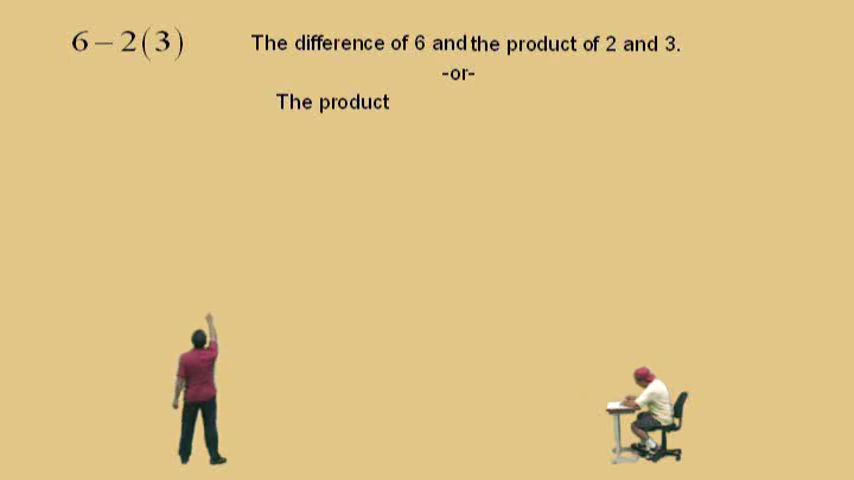 6 – 2(3) The difference of 6 and the product of 2 and 3.
-or-
The product